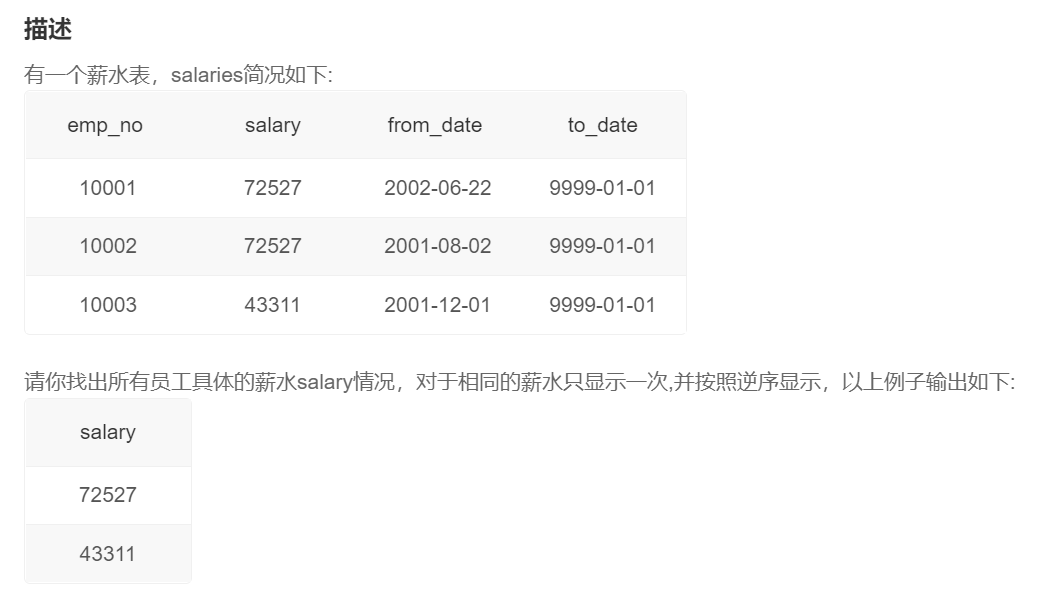 描述
有一个薪水表，salaries简况如下:
emp_no salary from_date to_date
10001 72527 2002-06-22 9999-01-01
10002 72527 2001-08-02 9999-01-01
10003 43311 2001-12-01 9999-01-01
请你找出所有员工具体的薪水salary情况，对于相同的薪水只显示一次,并按照逆序显示，以上例子输出如下:
salary
72527
43311